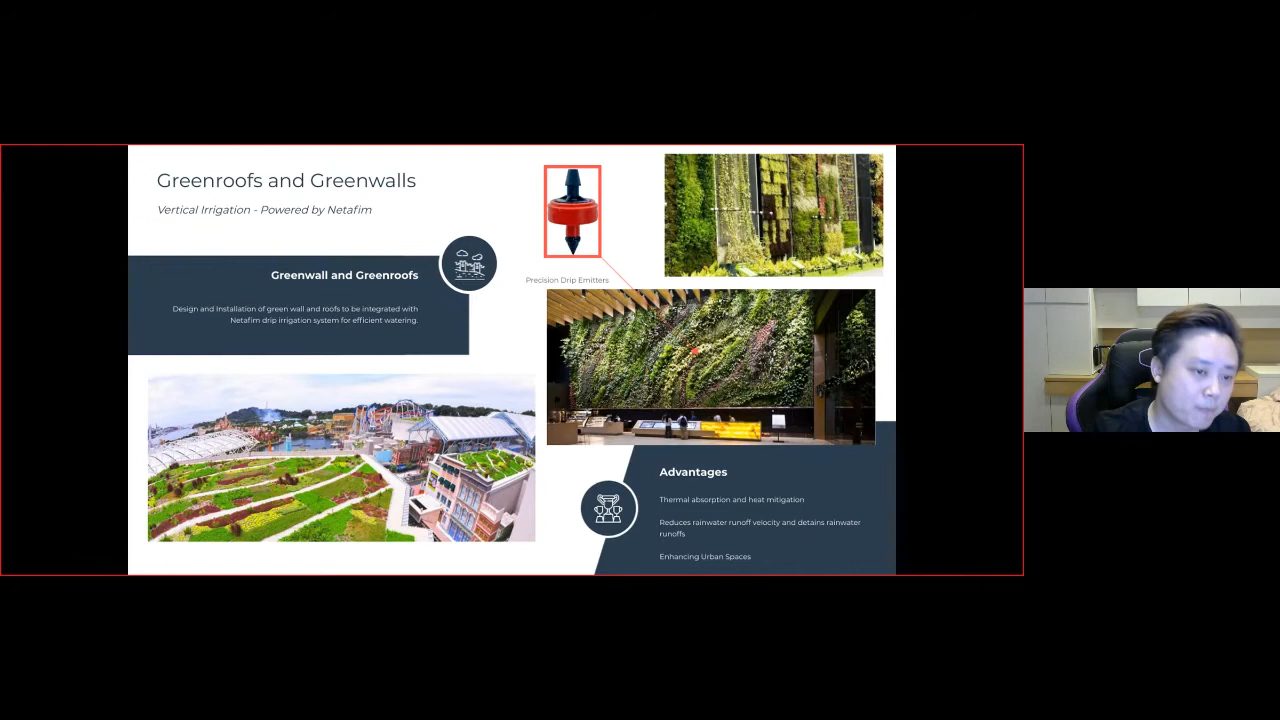 Greenroofs and Greenwalls
Vertical Irrigation - Powered by Netafim
Greenwall and Greenroofs
Design and Installation of green wall and roofs to be integrated with
Netafim drip irrigation system for efficient watering.
Precision Drip Emitters
Advantages
Thermal absorption and heat mitigation
Reduces rainwater runoff velocity and detains rainwater
runoffs
Enhancing Urban Spaces